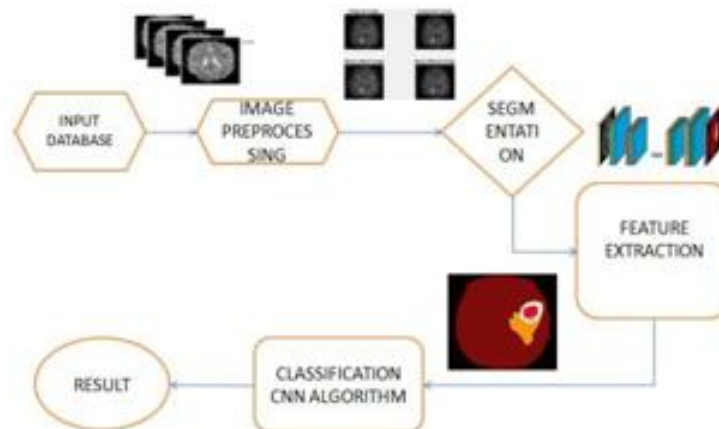 INPUT
DATABASE
IMAGE
PREPROCES
SING
SEGM
ENTATI
ON
FEATURE
EXTRACTION
CLASSIFICATION
CNN ALGORITHM
RESULT